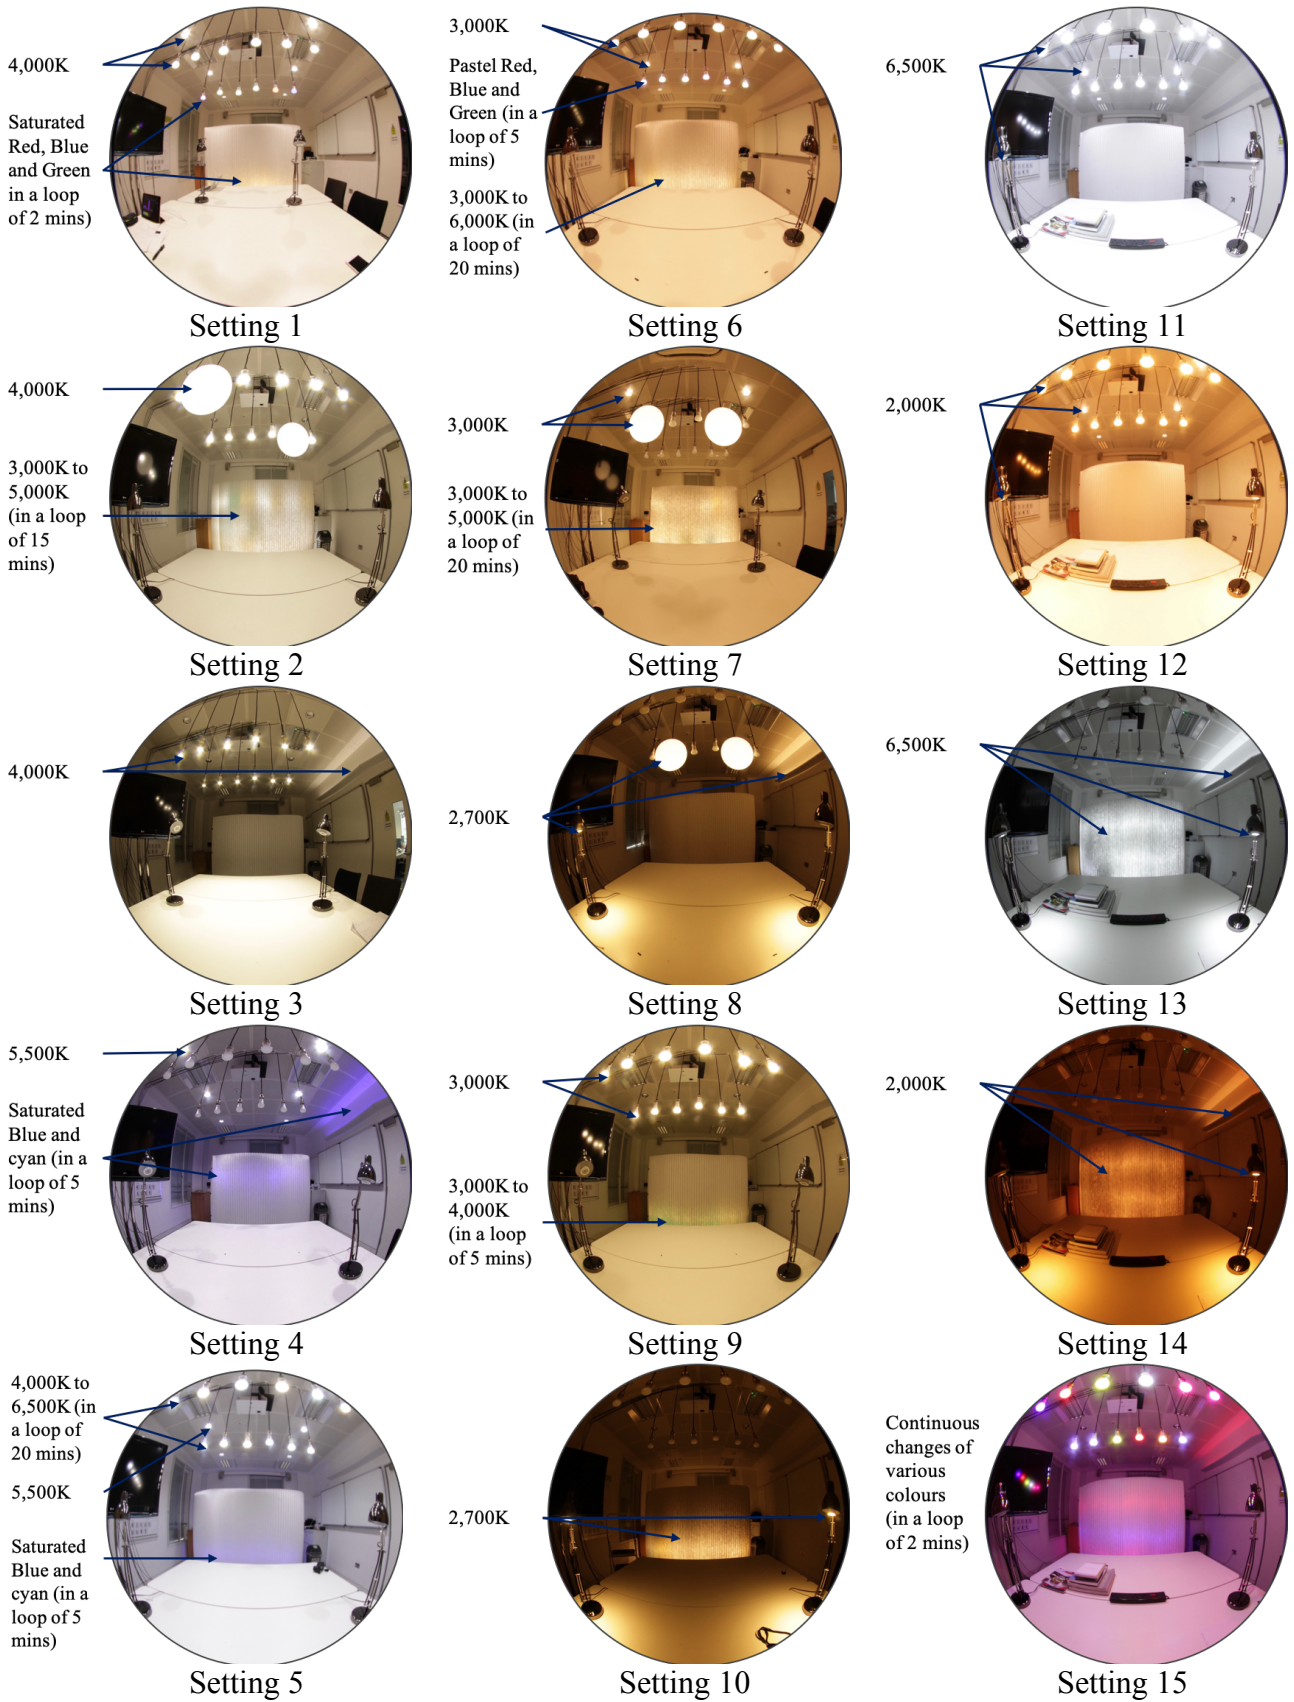 4,000K
Saturated
Red, Blue
and Green
in a loop
of 2 mins)
Setting 1
4,000K
3,000K to
5,000K
(in a loop
of 15
mins)
Setting 2
4,000K
Setting 3
5,500K
Saturated
Blue and
cyan (in a
loop of 5
mins)
Setting 4
4,000K to
6,500K (in
a loop of
20 mins)
5,500K
Saturated
Blue and
cyan (in a
loop of 5
mins)
Setting 5
3,000K
Pastel Red,
Blue and
Green (in a
loop of 5
mins)
3,000K to
6,000K (in
a loop of
20 mins)
Setting 6
3,000K
3,000K to
5,000K (in
a loop of
20 mins)
Setting 7
2,700K
Setting 8
3,000K
3,000K to
4,000K
(in a loop
of 5 mins)
Setting 9
2,700K
Setting 10
6,500K
Setting 11
2,000K
Setting 12
6,500K
Setting 13
2,000K
Setting 14
Continuous
changes of
various
colours
(in a loop
of 2 mins)
Setting 15